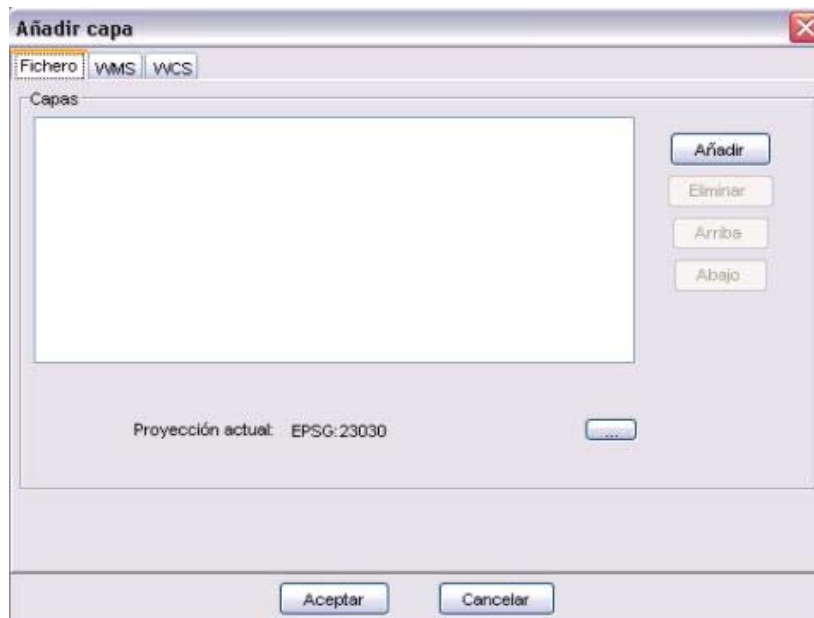 Añadir capa
Fichero WMS WCS
Capas
Añadir
Eliminar
Arriba
Abajo
Proyección actual: EPSG:23030 ...
Aceptar Cancelar